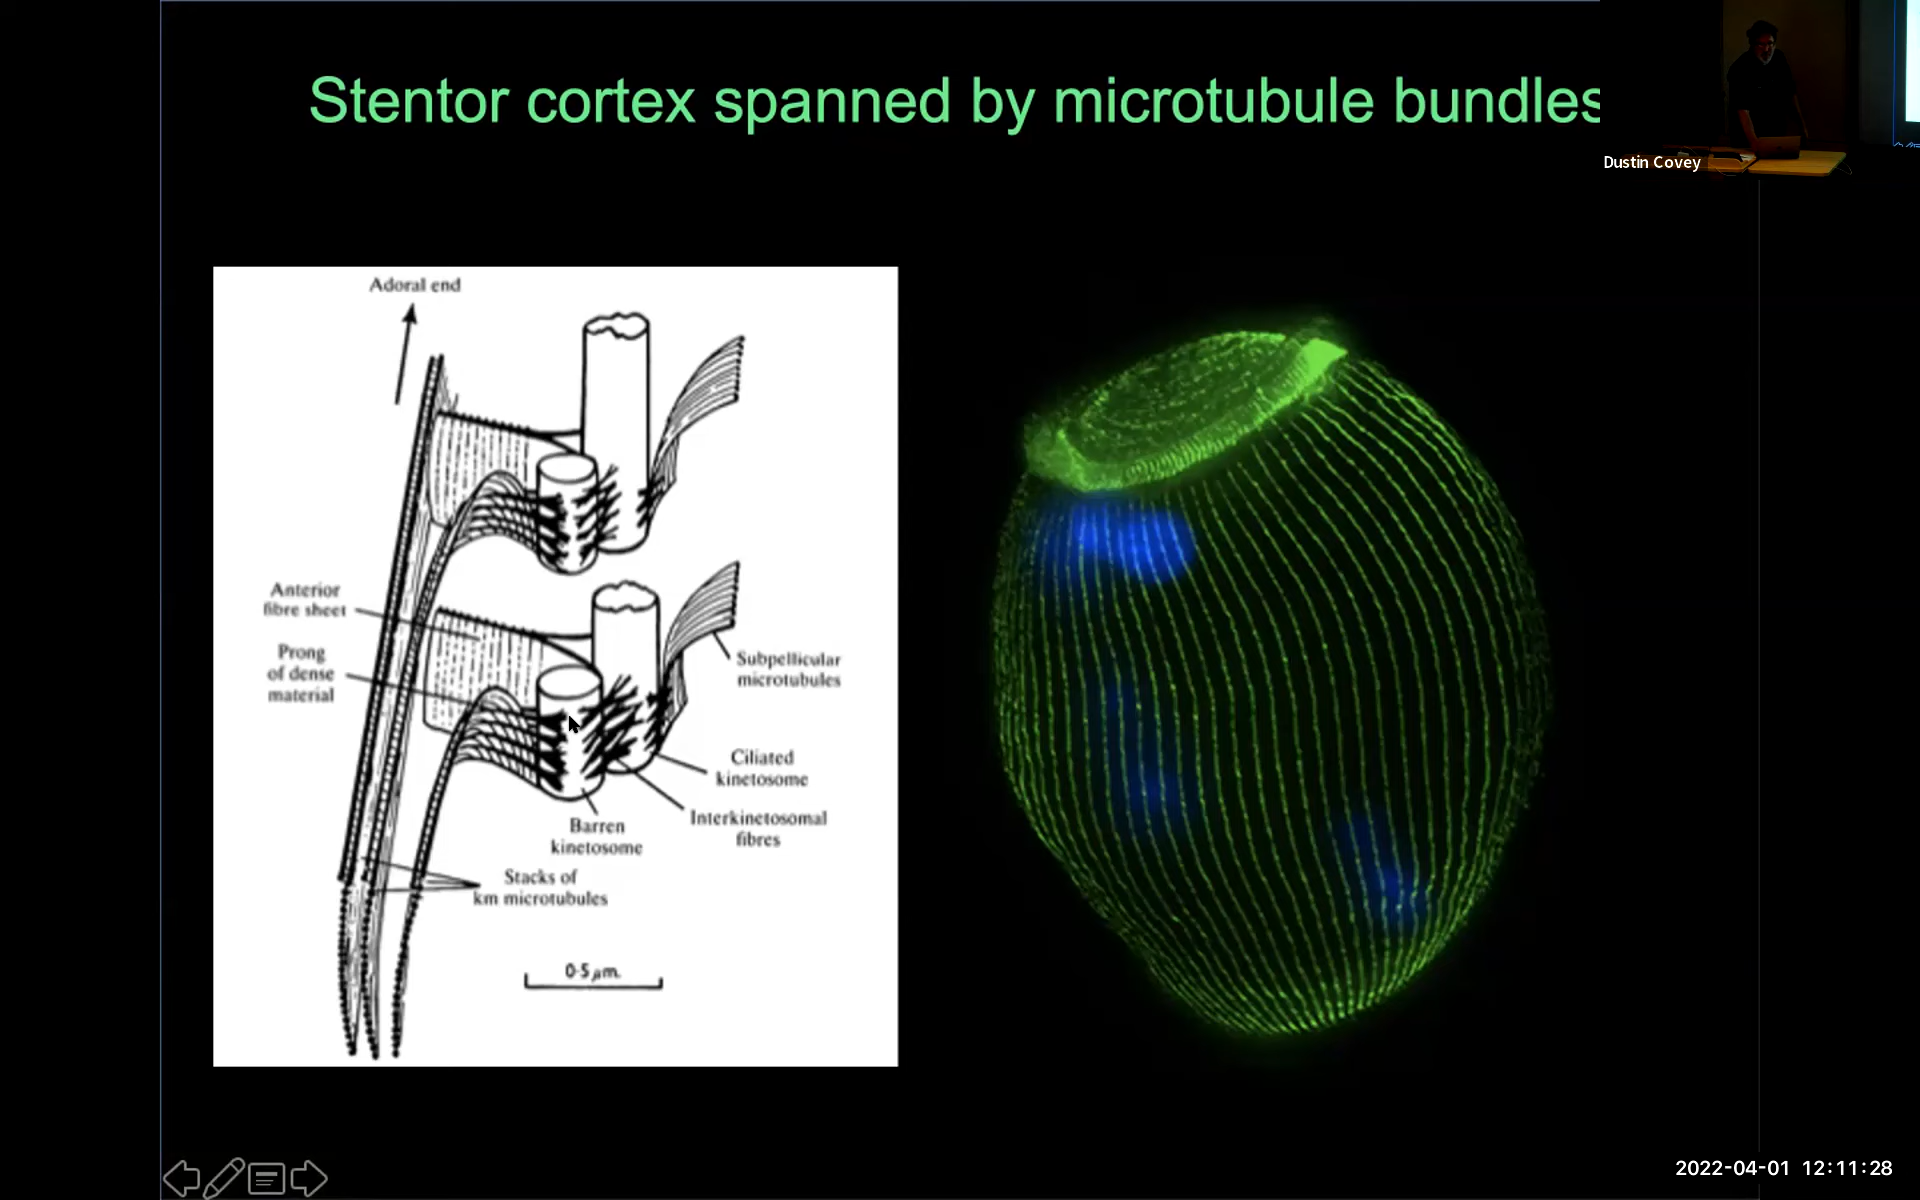 Stentor cortex spanned by microtubule bundles
Dustin Covey
Adoral end
Anterior
fibre sheet
Prong
of dense
material
Subpellicular
microtubules
Ciliated
kinetosome
Interkinetosomal
fibres
Barren
kinetosome
Stacks of
km microtubules
0·5 µm.
2022-04-01 12:11:28